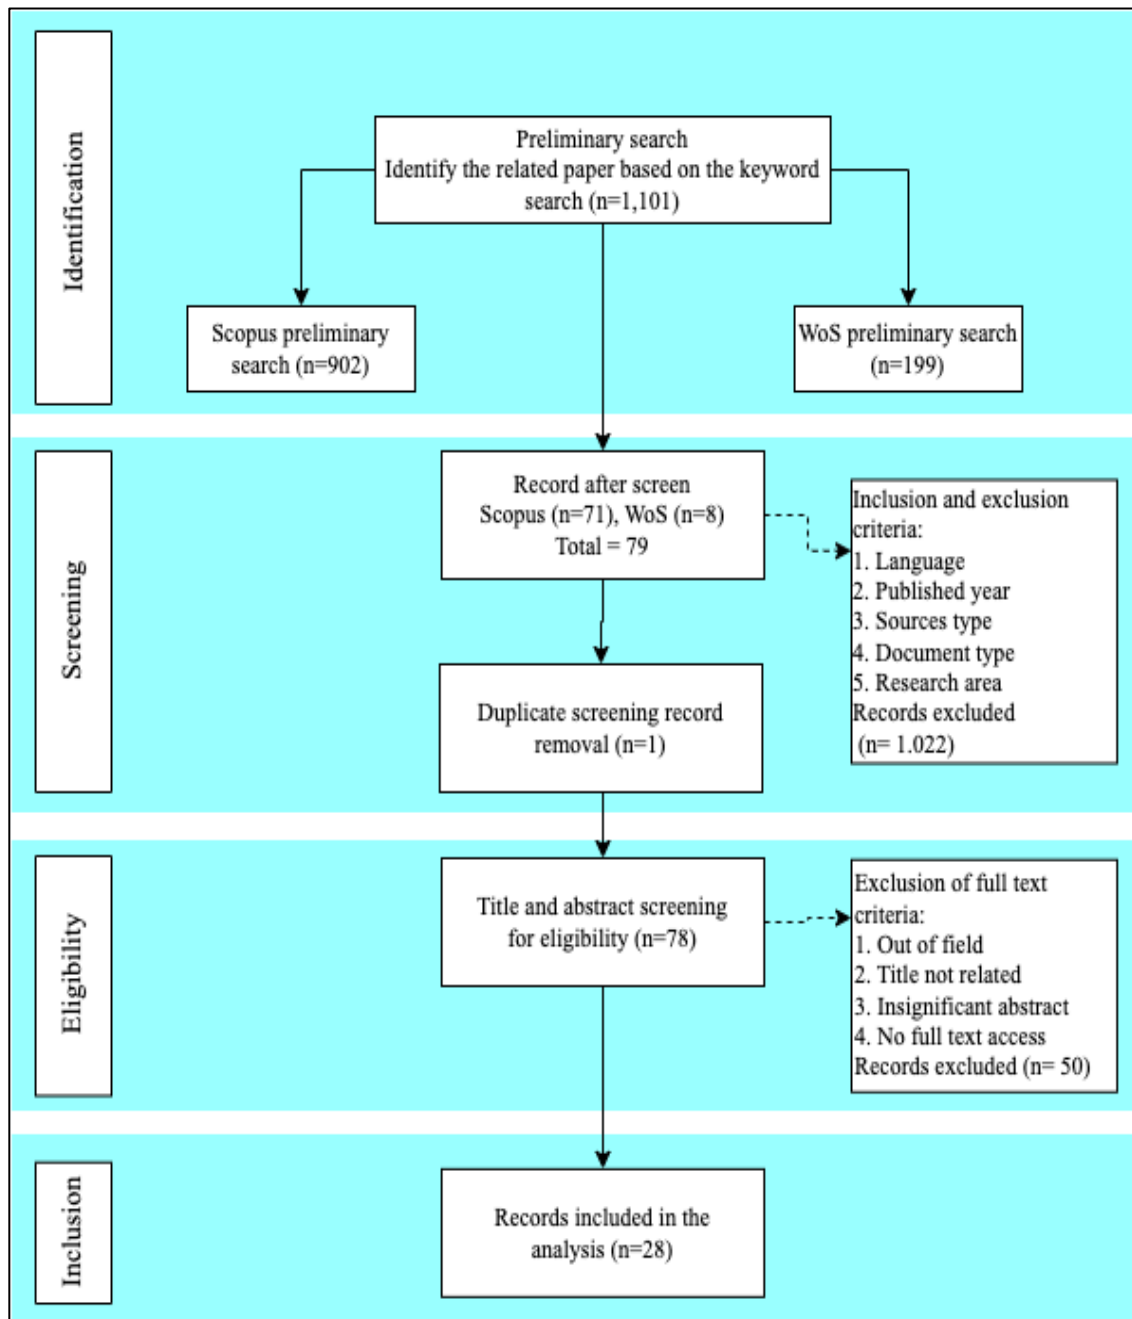 Identification
Preliminary search
Identify the related paper based on the keyword
search (n=1,101)
Scopus preliminary
search (n=902)
WoS preliminary search
(n=199)
Screening
Record after screen
Scopus (n=71), WoS (n=8)
Total = 79
Inclusion and exclusion
criteria:
1. Language
2. Published year
3. Sources type
4. Document type
5. Research area
Records excluded
(n= 1.022)
Duplicate screening record
removal (n=1)
Eligibility
Title and abstract screening
for eligibility (n=78)
Exclusion of full text
criteria:
1. Out of field
2. Title not related
3. Insignificant abstract
4. No full text access
Records excluded (n= 50)
Inclusion
Records included in the
analysis (n=28)